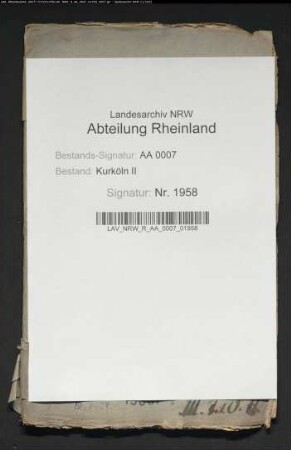 Landesarchiv NRW
Abteilung Rheinland
Bestands-Signatur: AA 0007
Bestand: Kurköln II
Signatur: Nr. 1958
LAV_NRW_R_AA_0007_01958